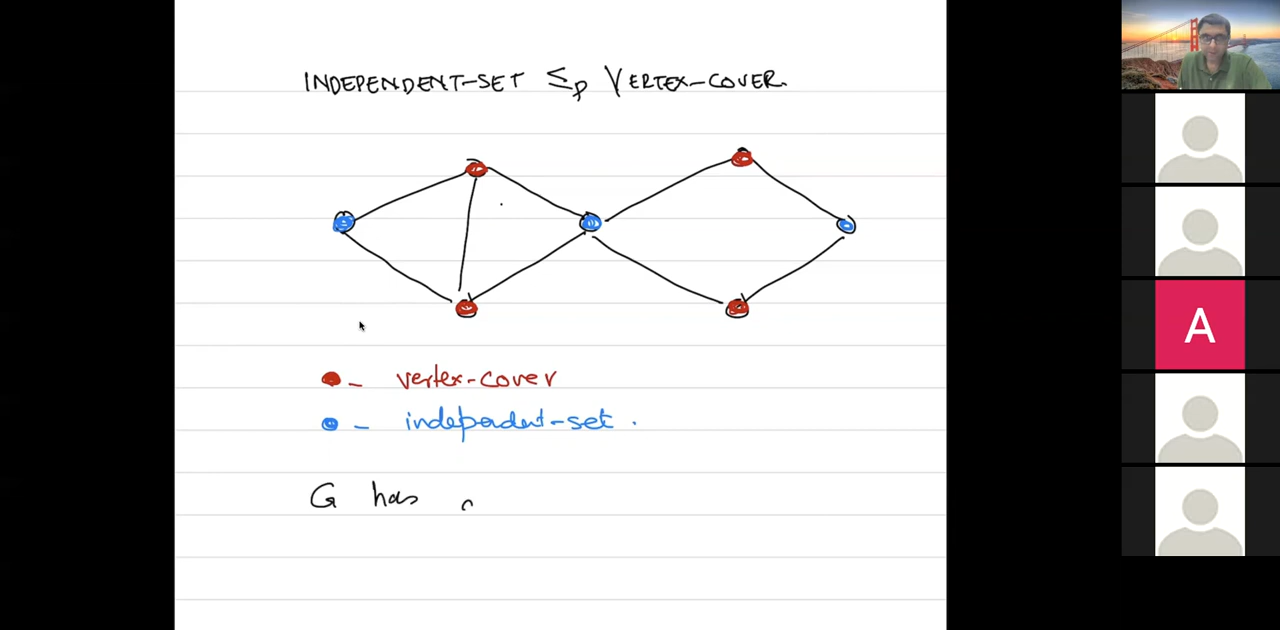 INDEPENDENT-SET ≤p VERTEX-COVER.
- vertex-cover
- independent-set.
G has
A